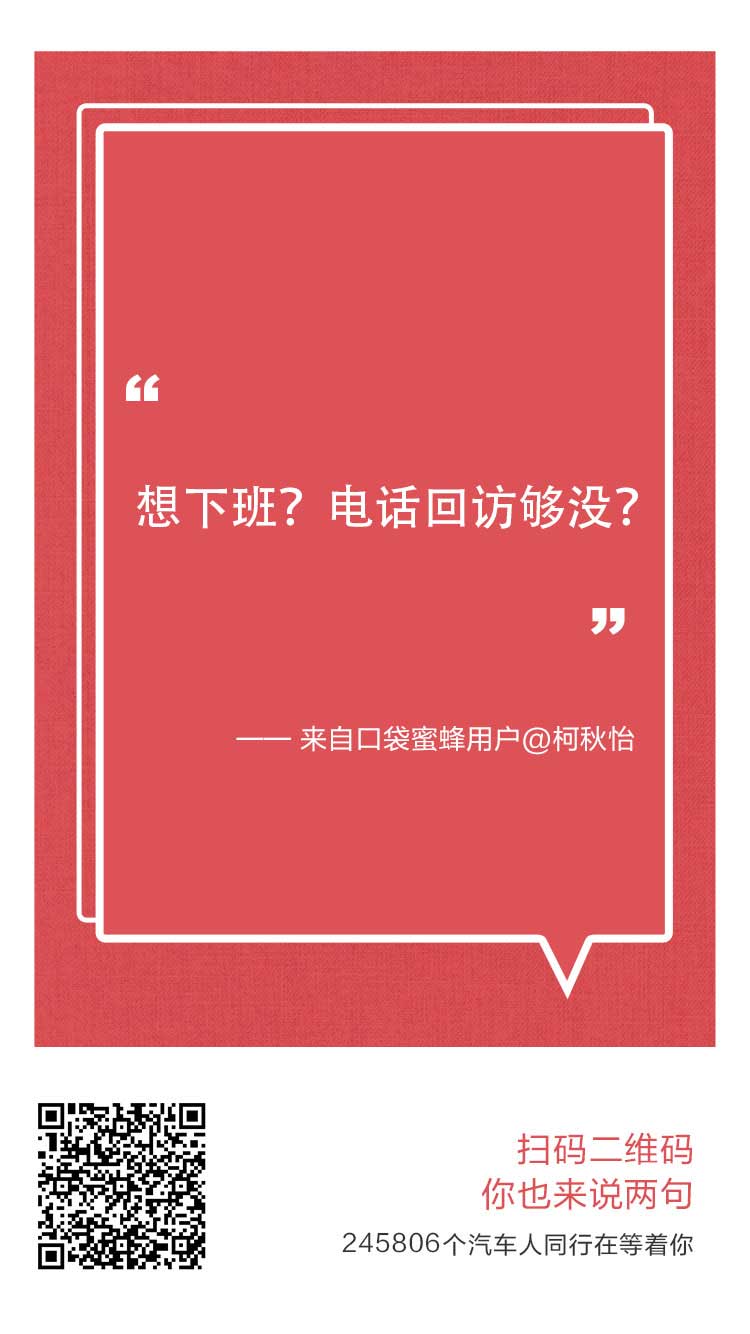 “
想下班？电话回访够没？
”
—— 来自口袋蜜蜂用户@柯秋怡
扫码二维码
你也来说两句
245806个汽车人同行在等着你